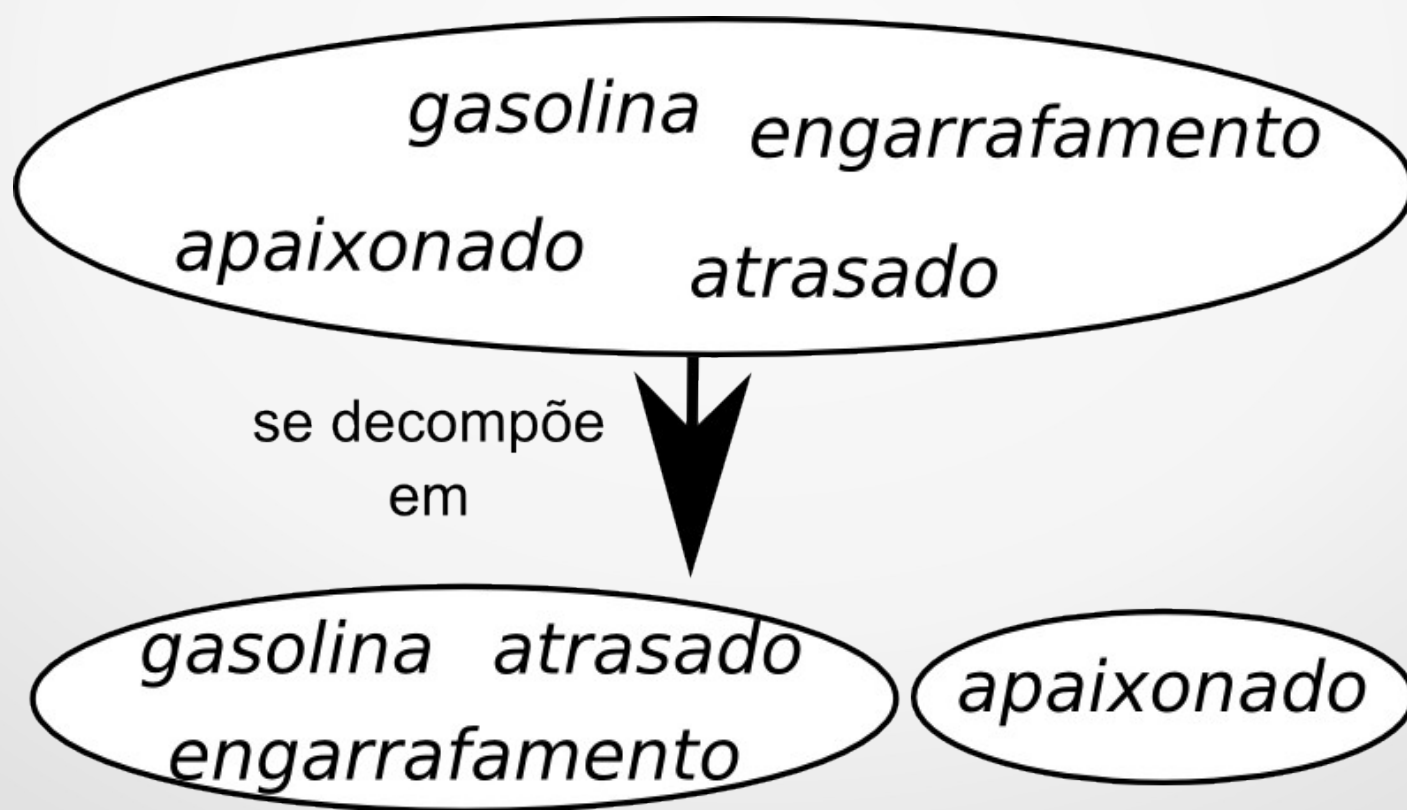 gasolina engarrafamento
apaixonado atrasado
se decompõe
em
gasolina atrasado
engarrafamento
apaixonado